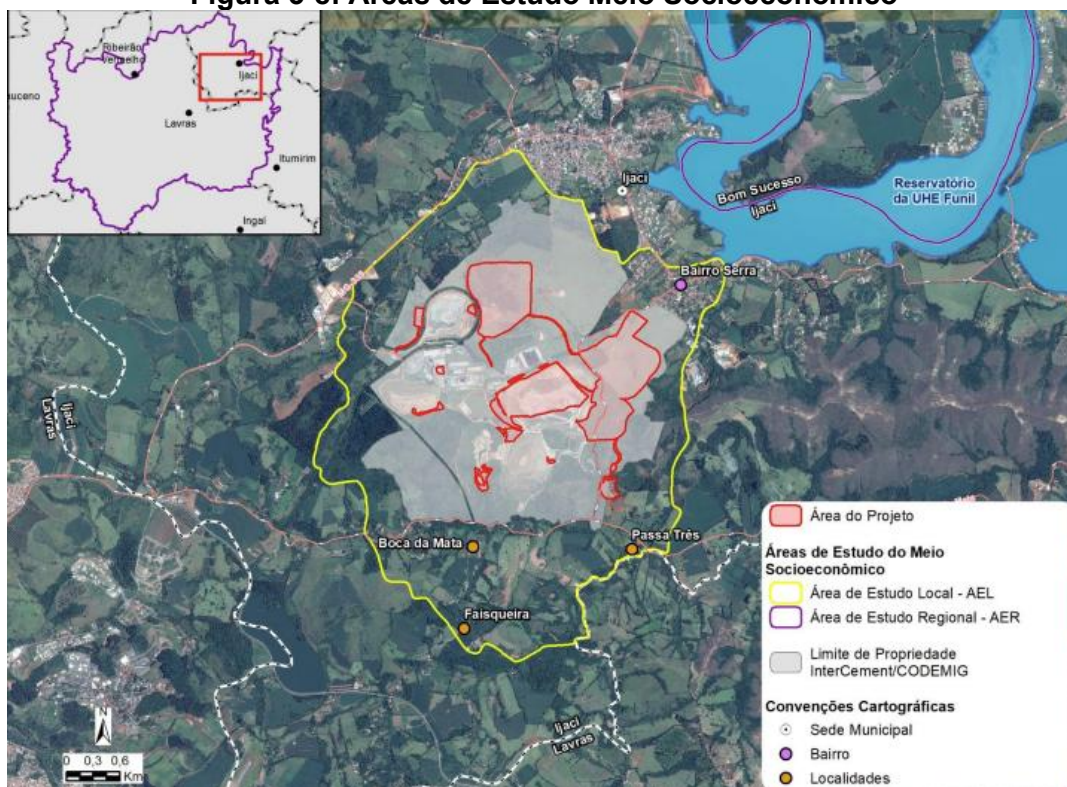 Figura 9-3. Áreas de Estudo Meio Socioeconômico
Ribeirão
Vermelho
Ijaci
uceno
Lavras
Itumirim
Ingaí
Ijaci
Bom Sucesso
Ijaci
Reservatório
da UHE Funil
Bairro Serra
Ijaci
Lavras
Boca da Mata
Passa Três
Faisqueira
Ijaci
Lavras
N
0 0,3 0,6
Km
Área do Projeto
Áreas de Estudo do Meio
Socioeconômico
Área de Estudo Local - AEL
Área de Estudo Regional - AER
Limite de Propriedade
InterCement/CODEMIG
Convenções Cartográficas
Sede Municipal
Bairro
Localidades